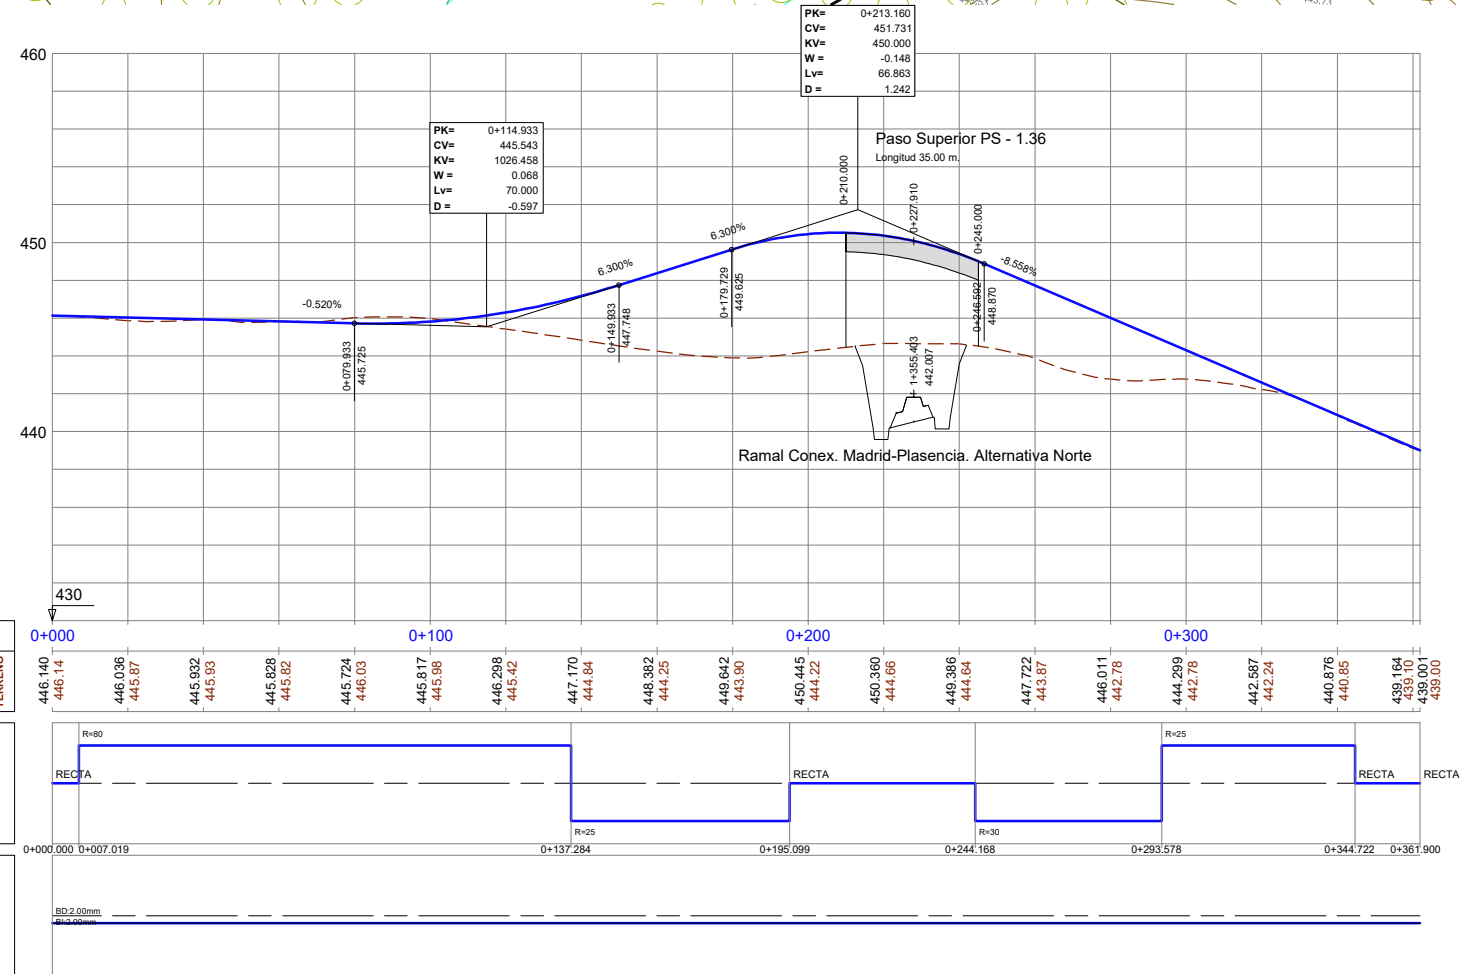 PK= 0+213.160
CV= 451.731
KV= 450.000
W = -0.148
Lv= 66.863
D = 1.242
460
PK= 0+114.933
CV= 445.543
KV= 1026.458
W = 0.068
Lv= 70.000
D = -0.597
Paso Superior PS - 1.36
Longitud 35.00 m.
0+210.000
0+227.910
0+245.000
450
6.300%
6.300%
-8.558%
-0.520%
0+079.933
445.725
0+149.933
447.748
0+179.729
449.625
0+246.592
448.870
1+355.403
442.007
440
Ramal Conex. Madrid-Plasencia. Alternativa Norte
430
0+000 0+100 0+200 0+300
TERRENO
446.140 446.036 445.932 445.828 445.724 445.817 446.298 447.170 448.382 449.642 450.445 450.360 449.386 447.722 446.011 444.299 442.587 440.876 439.164 439.001
446.14 445.87 445.93 445.82 446.03 445.98 445.42 444.84 444.25 443.90 444.22 444.66 444.64 443.87 442.78 442.78 442.24 440.85 439.10 439.00
R=80 R=25
RECTA RECTA RECTA RECTA
R=25 R=30
0+000.000 0+007.019 0+137.284 0+195.099 0+244.168 0+293.578 0+344.722 0+361.900
BD:2.00mm
BI:2.00mm